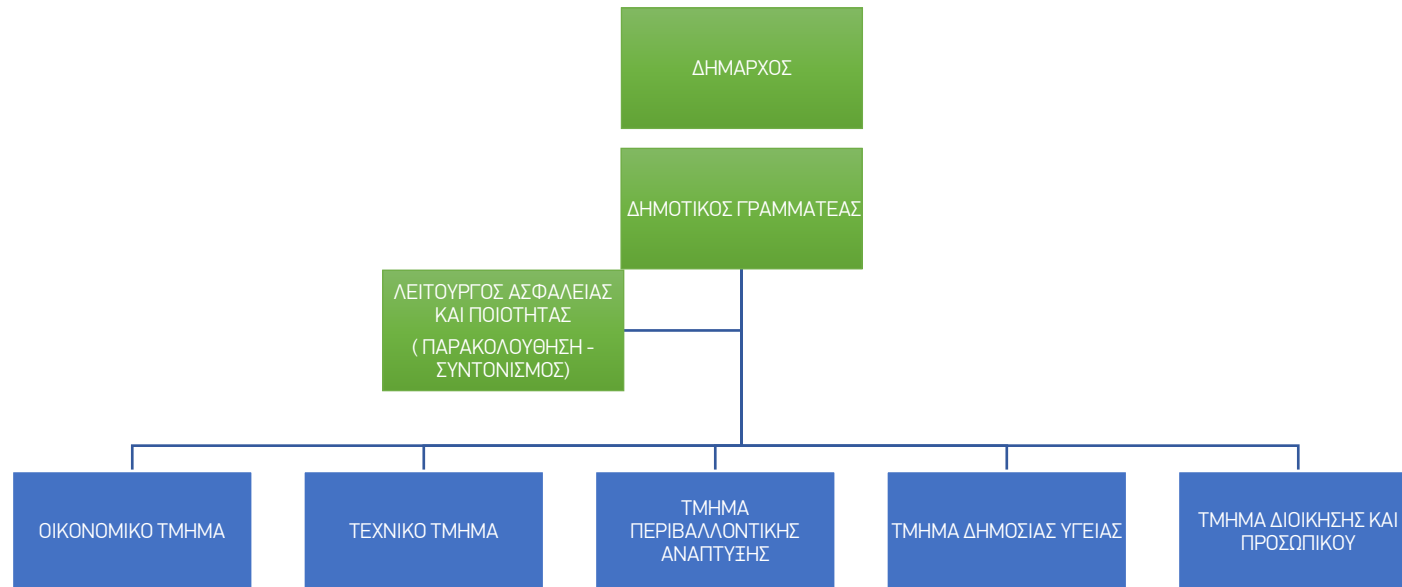 ΔΗΜΑΡΧΟΣ
ΔΗΜΟΤΙΚΟΣ ΓΡΑΜΜΑΤΕΑΣ
ΛΕΙΤΟΥΡΓΟΣ ΑΣΦΑΛΕΙΑΣ
ΚΑΙ ΠΟΙΟΤΗΤΑΣ
( ΠΑΡΑΚΟΛΟΥΘΗΣΗ -
ΣΥΝΤΟΝΙΣΜΟΣ)
ΟΙΚΟΝΟΜΙΚΟ ΤΜΗΜΑ
ΤΕΧΝΙΚΟ ΤΜΗΜΑ
ΤΜΗΜΑ
ΠΕΡΙΒΑΛΛΟΝΤΙΚΗΣ
ΑΝΑΠΤΥΞΗΣ
ΤΜΗΜΑ ΔΗΜΟΣΙΑΣ ΥΓΕΙΑΣ
ΤΜΗΜΑ ΔΙΟΙΚΗΣΗΣ ΚΑΙ
ΠΡΟΣΩΠΙΚΟΥ